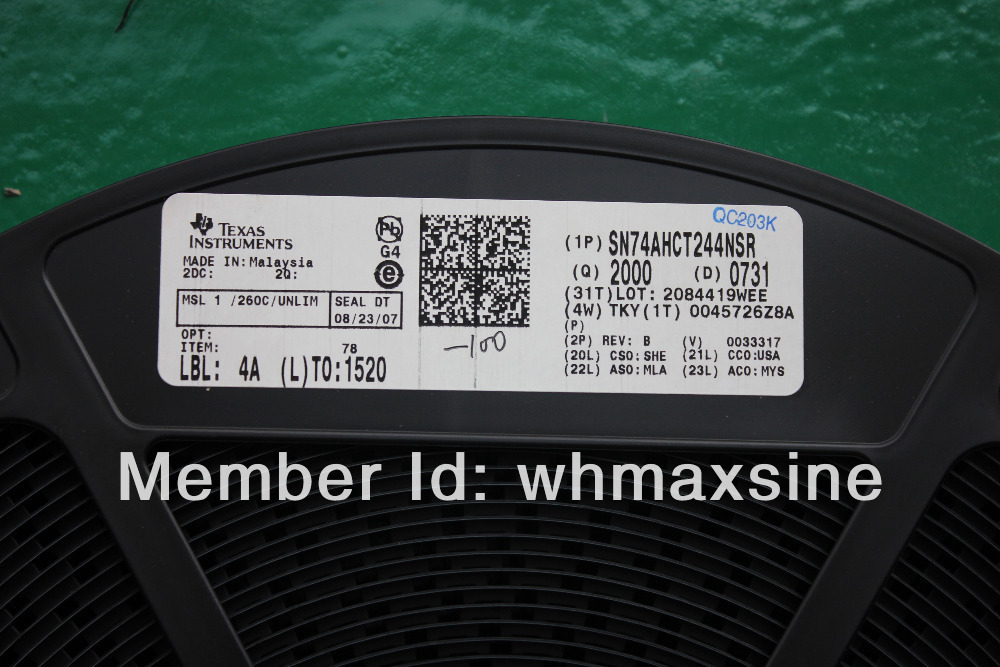 TEXAS
INSTRUMENTS
MADE IN: Malaysia
2DC: 2Q:
MSL 1 /260C/UNLIM
SEAL DT
08/23/07
OPT:
ITEM: 78
LBL: 4A (L)TO:1520
Pb
G4
e
-100
QC203K
(1P) SN74AHCT244NSR
(Q) 2000 (D) 0731
(31T)LOT: 2084419WEE
(4W) TKY(1T) 0045726Z8A
(P)
(2P) REV: B (V) 0033317
(20L) CSO:SHE (21L) CCO:USA
(22L) ASO:MLA (23L) ACO:MYS
Member Id: whmaxsine